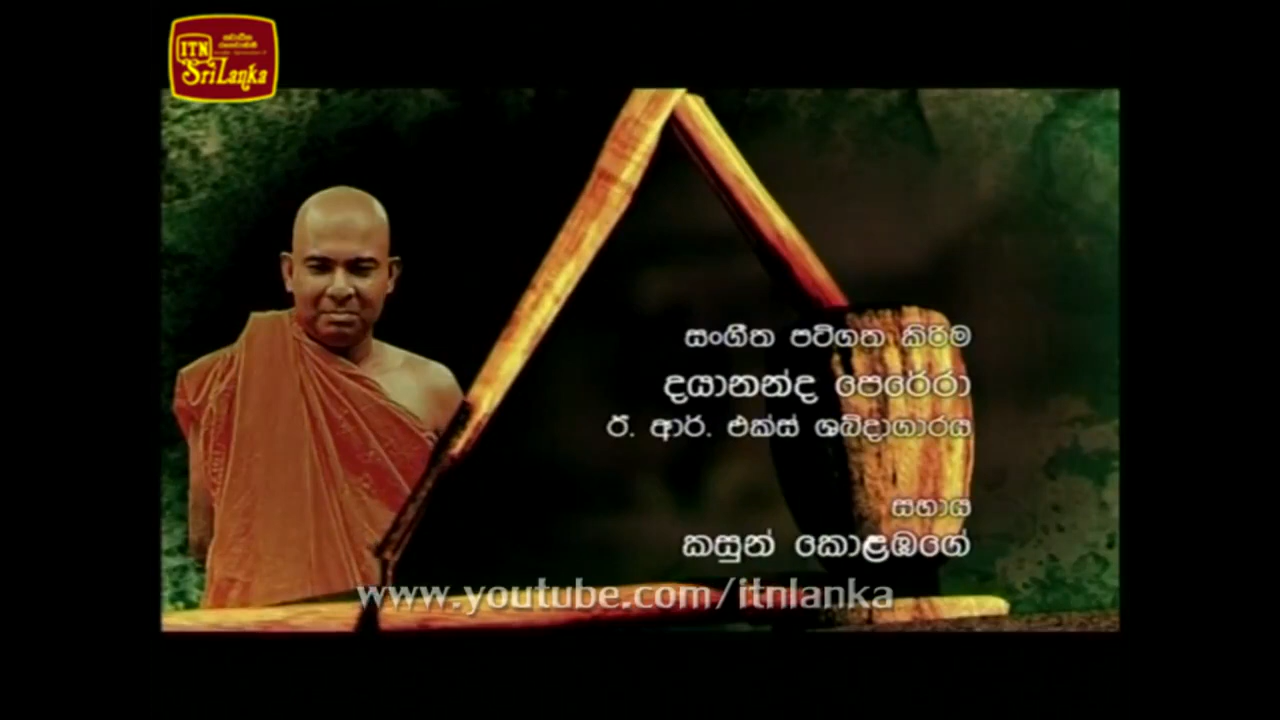 ITN
Sri Lanka
සංගීත පටිගත කිරීම
දයානන්ද පෙරේරා
ඊ. ආර්. එක්ස් ශබ්දාගාරය
සහාය
කසුන් කොළඹගේ
www.youtube.com/itnlanka